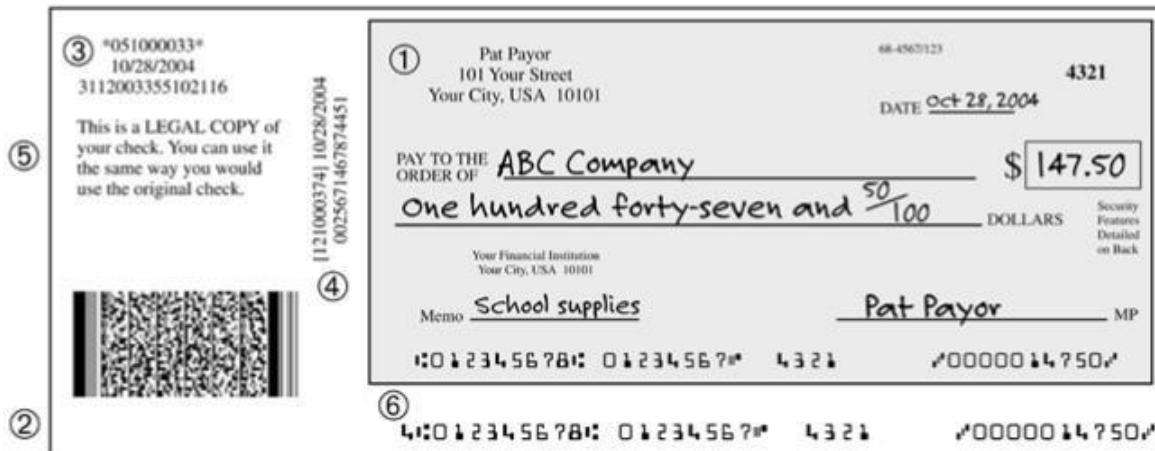 ③ *051000033*
10/28/2004
3112003355102116
⑤ This is a LEGAL COPY of
your check. You can use it
the same way you would
use the original check.
[121000374] 10/28/2004
0025671467874451
④
②
① Pat Payor
101 Your Street
Your City, USA 10101
68-4567/123
4321
DATE Oct 28, 2004
PAY TO THE
ORDER OF ABC Company $ 147.50
One hundred forty-seven and 50/100 DOLLARS
Security
Features
Detailed
on Back
Your Financial Institution
Your City, USA 10101
Memo School supplies Pat Payor MP
⑆012345678⑆ 01234567⑈ 4321 ⑇0000014750⑇
⑥
4⑆012345678⑆ 01234567⑈ 4321 ⑇0000014750⑇